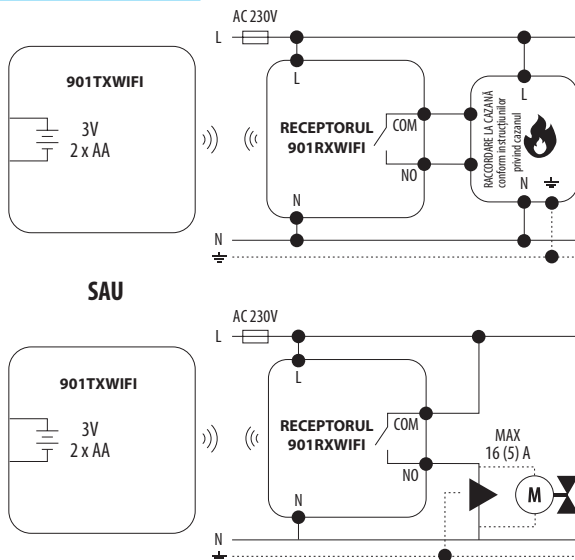 AC 230V
L
901TXWIFI
3V
2 x AA
L
RECEPTORUL
901RXWIFI
COM
NO
N
L
RACCORDARE LA CAZANĂ
conform instrucțiunilor
privind cazanul
N
N
SAU
AC 230V
L
901TXWIFI
3V
2 x AA
L
RECEPTORUL
901RXWIFI
COM
NO
N
MAX
16 (5) A
M
N